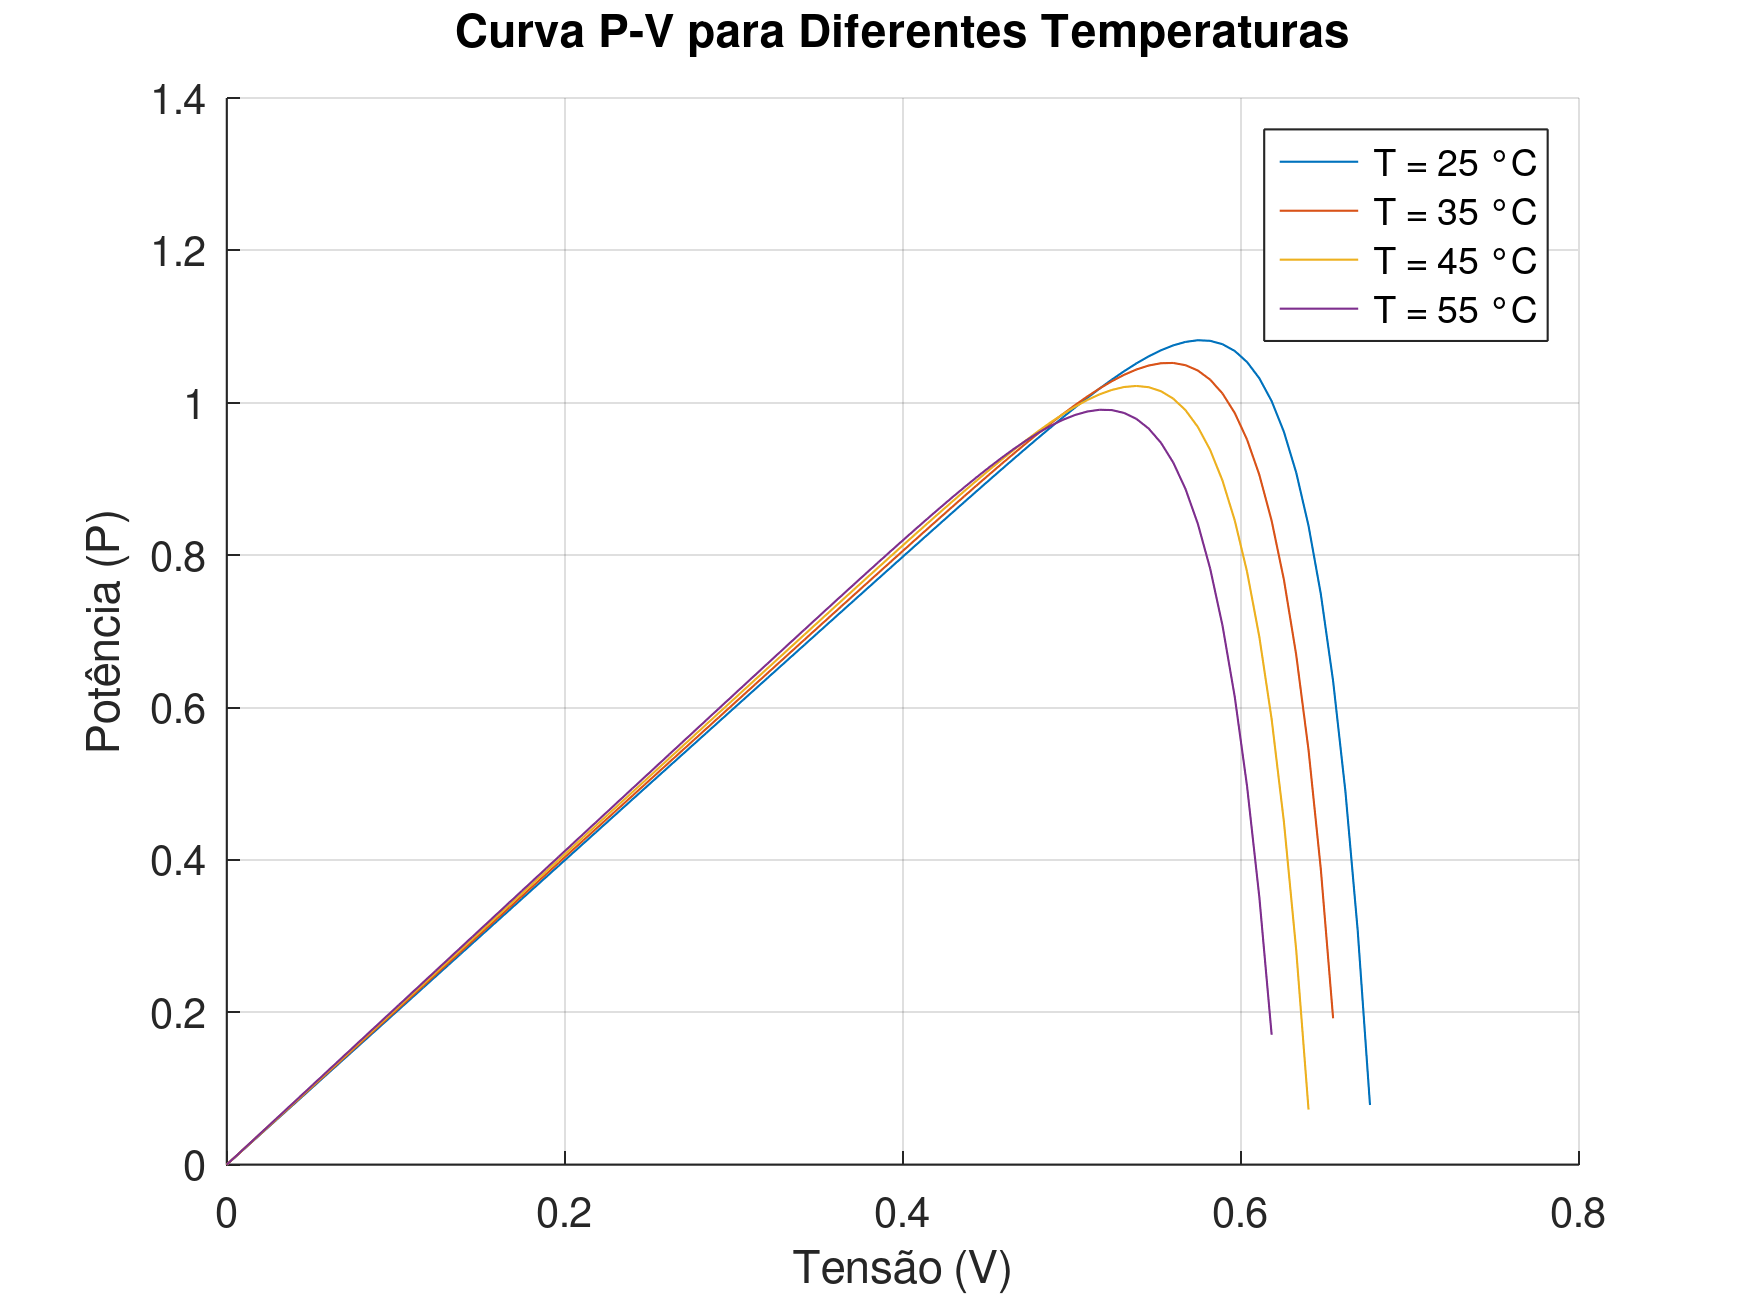 Curva P-V para Diferentes Temperaturas
1.4
1.2
1
0.8
0.6
0.4
0.2
0
Potência (P)
T = 25 °C
T = 35 °C
T = 45 °C
T = 55 °C
0 0.2 0.4 0.6 0.8
Tensão (V)